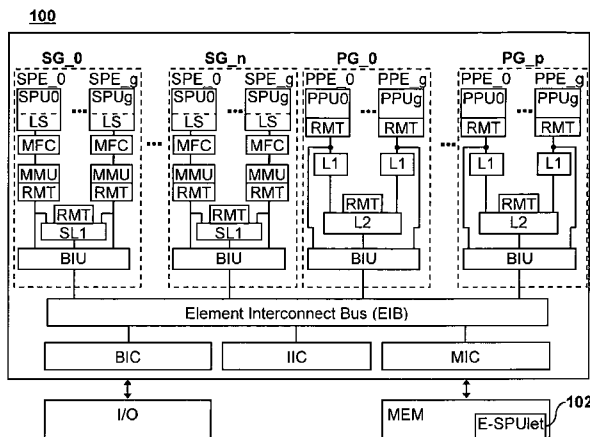 100
SG_0 SG_n PG_0 PG_p
SPE_0 SPE_g SPE_0 SPE_g PPE_0 PPE_g PPE_0 PPE_g
SPU0 SPUg SPU0 SPUg PPU0 PPUg PPU0 PPUg
LS LS LS LS RMT RMT RMT RMT
MFC MFC MFC MFC L1 L1 L1 L1
MMU MMU MMU MMU
RMT RMT RMT RMT
RMT RMT RMT RMT
SL1 SL1 L2 L2
BIU BIU BIU BIU
Element Interconnect Bus (EIB)
BIC IIC MIC
I/O MEM
E-SPUlet
102